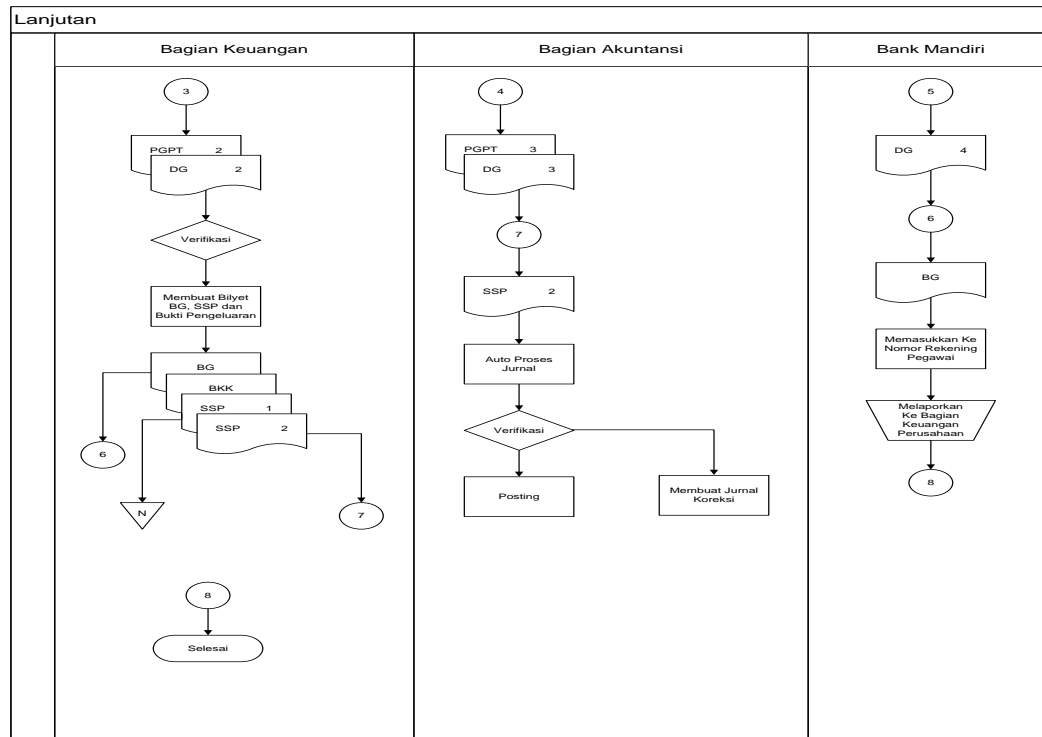 Lanjutan
Bagian Keuangan
Bagian Akuntansi
Bank Mandiri
3
PGPT 2
DG 2
Verifikasi
Membuat Bilyet
BG, SSP dan
Bukti Pengeluaran
BG
BKK
SSP 1
SSP 2
6
N
7
8
Selesai
4
PGPT 3
DG 3
7
SSP 2
Auto Proses
Jurnal
Verifikasi
Posting
Membuat Jurnal
Koreksi
5
DG 4
6
BG
Memasukkan Ke
Nomor Rekening
Pegawai
Melaporkan
Ke Bagian
Keuangan
Perusahaan
8